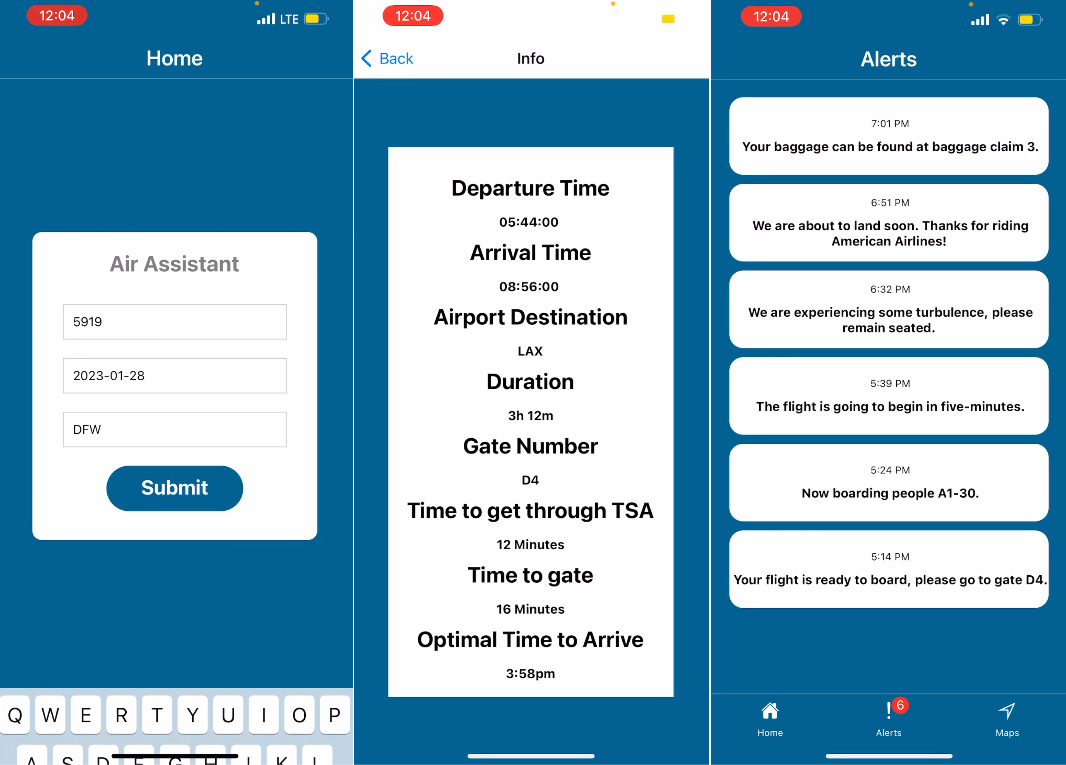 12:04
LTE
Home
Air Assistant
5919
2023-01-28
DFW
Submit
Q W E R T Y U I O P
A S D F G H J K L
12:04
Back
Info
Departure Time
05:44:00
Arrival Time
08:56:00
Airport Destination
LAX
Duration
3h 12m
Gate Number
D4
Time to get through TSA
12 Minutes
Time to gate
16 Minutes
Optimal Time to Arrive
3:58pm
12:04
Alerts
7:01 PM
Your baggage can be found at baggage claim 3.
6:51 PM
We are about to land soon. Thanks for riding
American Airlines!
6:32 PM
We are experiencing some turbulence, please
remain seated.
5:39 PM
The flight is going to begin in five-minutes.
5:24 PM
Now boarding people A1-30.
5:14 PM
Your flight is ready to board, please go to gate D4.
6
Home
Alerts
Maps